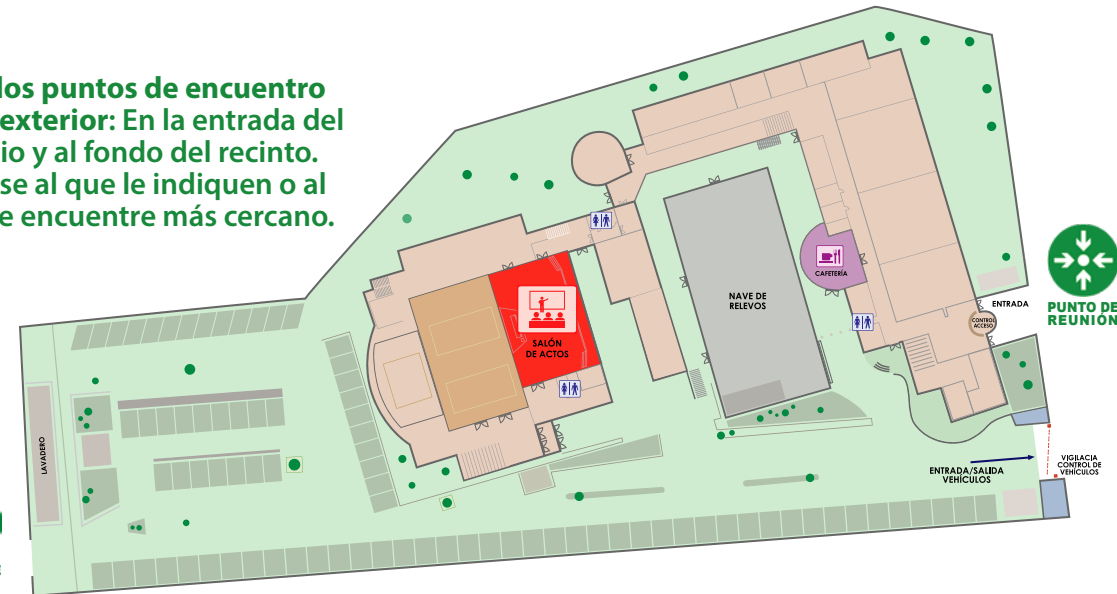 los puntos de encuentro
exterior: En la entrada del
io y al fondo del recinto.
se al que le indiquen o al
e encuentre más cercano.
PUNTO DE
REUNIÓN
ENTRADA
CONTROL
ACCESO
CAFETERÍA
NAVE DE
RELEVOS
SALÓN
DE ACTOS
LAVADERO
ENTRADA/SALIDA
VEHÍCULOS
VIGILACIA
CONTROL DE
VEHÍCULOS
E